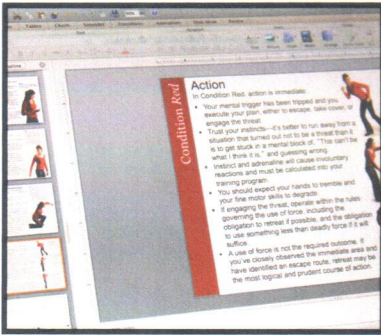 Tables Charts SmartArt Transitions Animations Slide Show Review
Condition Red
Action
In Condition Red, action is immediate.
• Your mental trigger has been tripped and you
execute your plan, either to escape, take cover, or
engage the threat.
• Trust your instincts—it's better to run away from a
situation that turned out not to be a threat than it
is to get stuck in a mental block of, "This can't be
what I think it is," and guessing wrong.
• Instinct and adrenaline will cause involuntary
reactions and must be calculated into your
training program.
• You should expect your hands to tremble and
your fine motor skills to degrade.
• If engaging the threat, operate within the rules
governing the use of force, including the
obligation to retreat if possible, and the obligation
to use something less than deadly force if it will
suffice.
• A use of force is not the required outcome, if
you've closely observed the immediate area and
have identified an escape route, retreat may be
the most logical and prudent course of action.